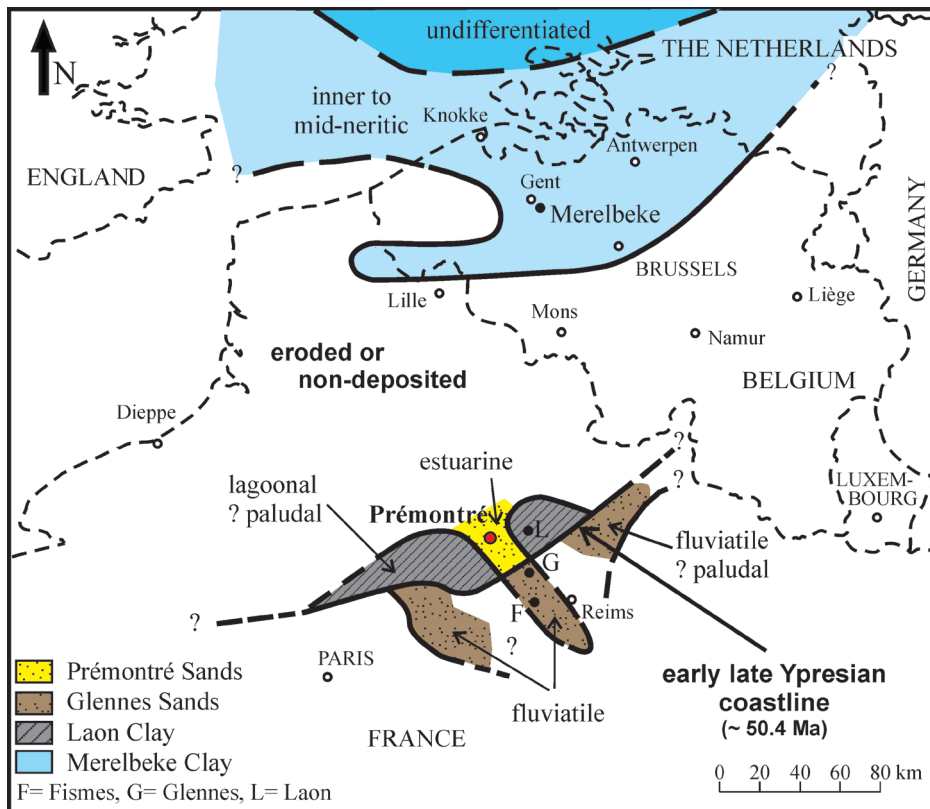 undifferentiated
THE NETHERLANDS
N
?
inner to
mid-neritic
Knokke
Antwerpen
ENGLAND
?
Gent
Merelbeke
GERMANY
BRUSSELS
Lille
Liège
Mons
Namur
eroded or
non-deposited
BELGIUM
Dieppe
?
estuarine
?
lagoonal
? paludal
LUXEM-
BOURG
Prémontré
L
fluviatile
? paludal
G
F
Reims
?
?
PARIS
early late Ypresian
coastline
(~ 50.4 Ma)
fluviatile
FRANCE
Prémontré Sands
Glennes Sands
Laon Clay
Merelbeke Clay
F= Fismes, G= Glennes, L= Laon
0 20 40 60 80 km